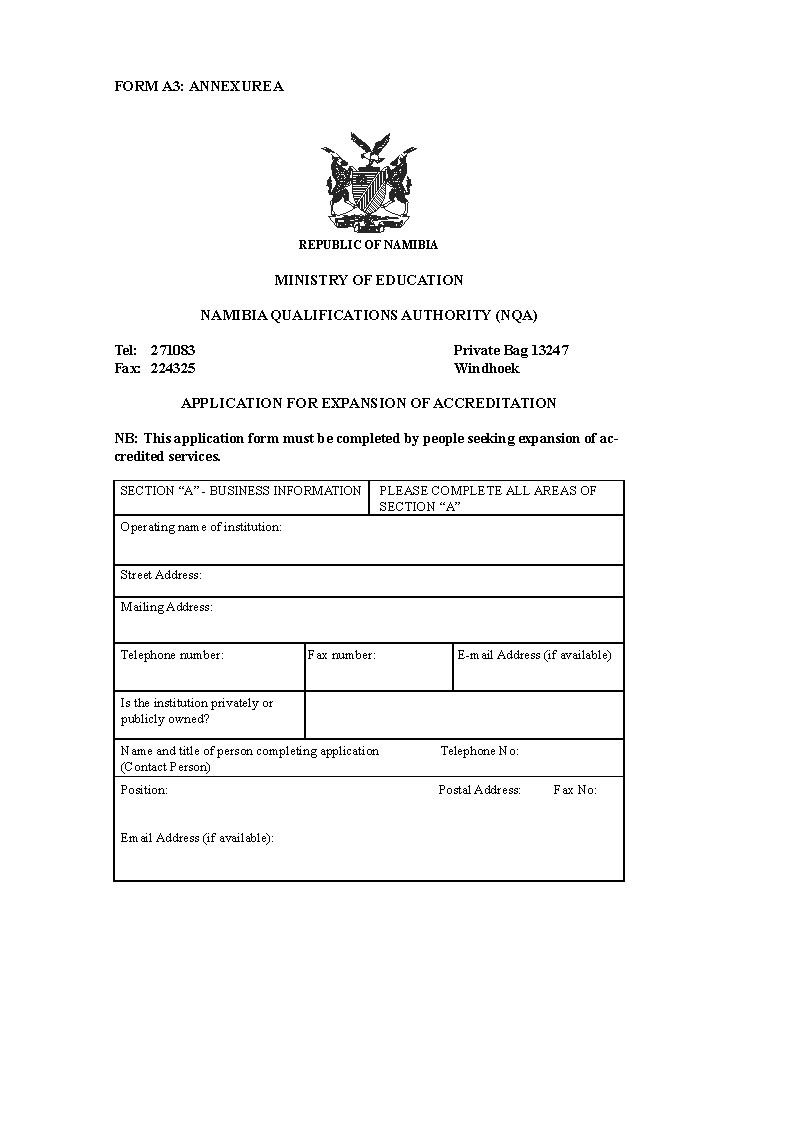 FORM A3: ANNEXURE A
REPUBLIC OF NAMIBIA
MINISTRY OF EDUCATION
NAMIBIA QUALIFICATIONS AUTHORITY (NQA)
Tel: 271083 Private Bag 13247
Fax: 224325 Windhoek
APPLICATION FOR EXPANSION OF ACCREDITATION
NB: This application form must be completed by people seeking expansion of ac-
credited services.
SECTION “A” - BUSINESS INFORMATION
PLEASE COMPLETE ALL AREAS OF
SECTION “A”
Operating name of institution:
Street Address:
Mailing Address:
Telephone number:
Fax number:
E-mail Address (if available)
Is the institution privately or
publicly owned?
Name and title of person completing application Telephone No:
(Contact Person)
Position: Postal Address: Fax No:
Email Address (if available):